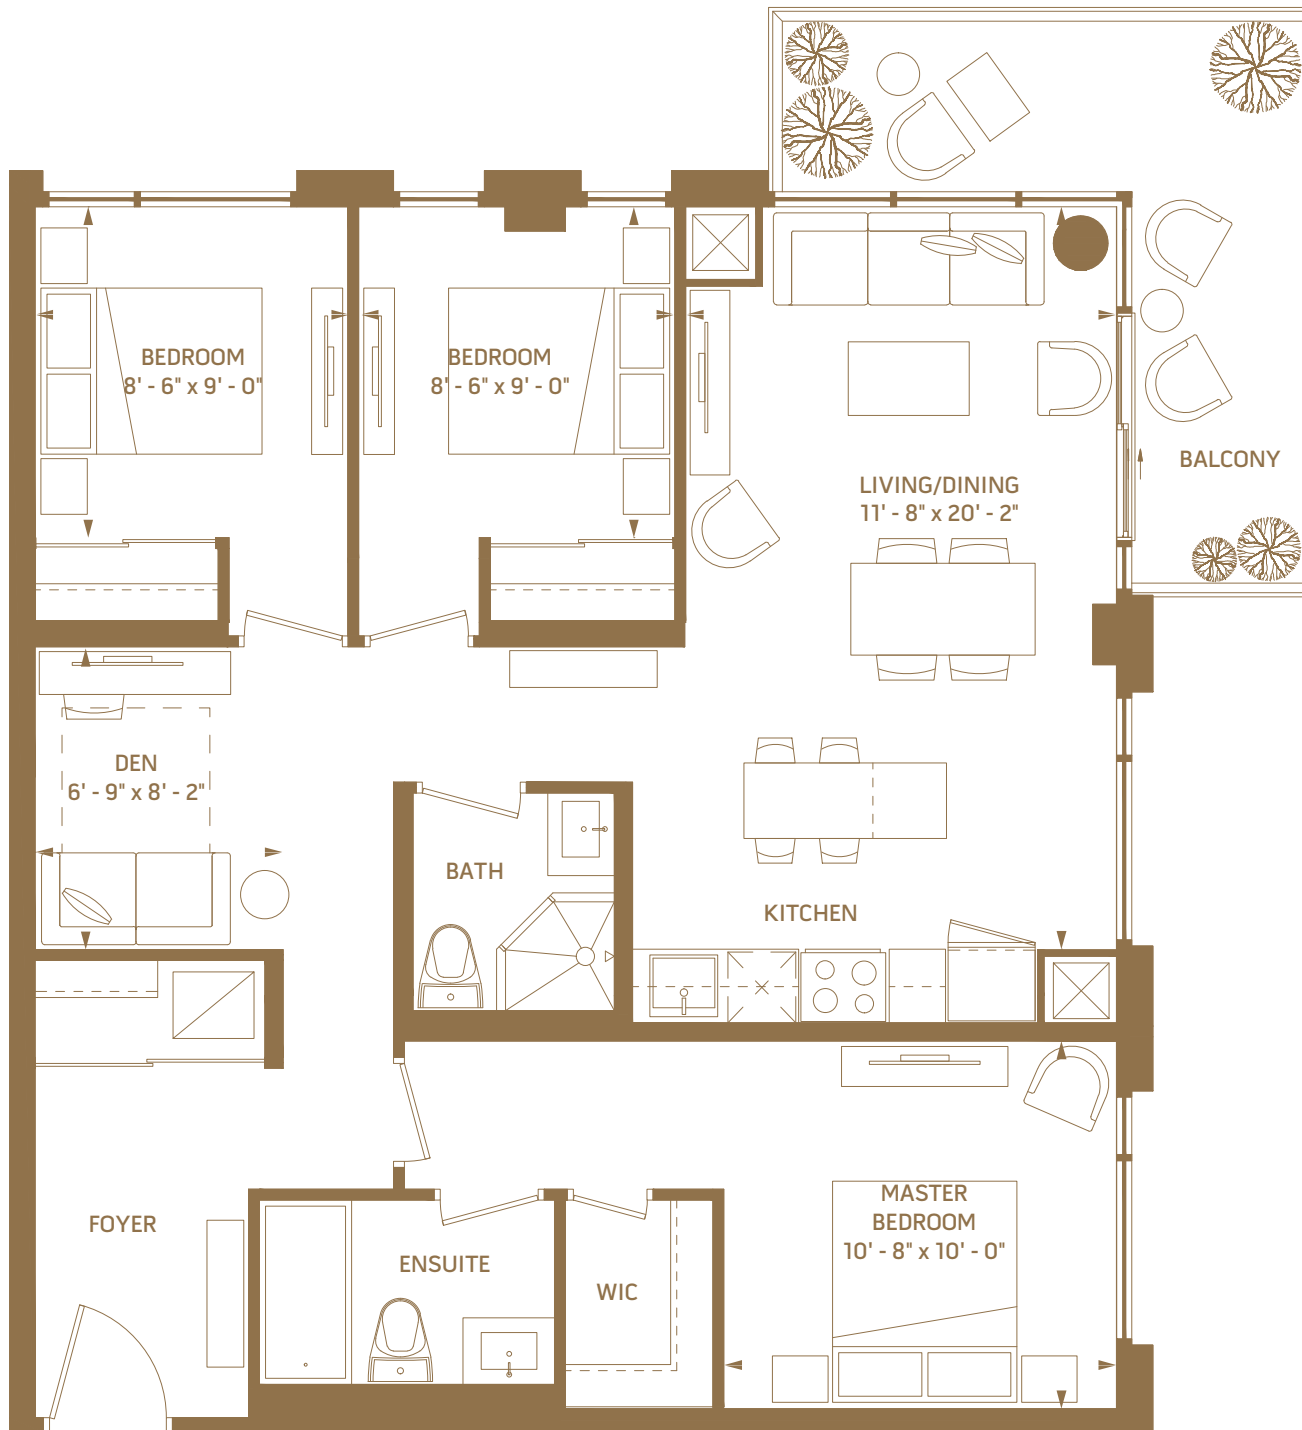 BEDROOM
8' - 6" x 9' - 0"
BEDROOM
8' - 6" x 9' - 0"
LIVING/DINING
11' - 8" x 20' - 2"
BALCONY
DEN
6' - 9" x 8' - 2"
BATH
KITCHEN
FOYER
ENSUITE
WIC
MASTER
BEDROOM
10' - 8" x 10' - 0"